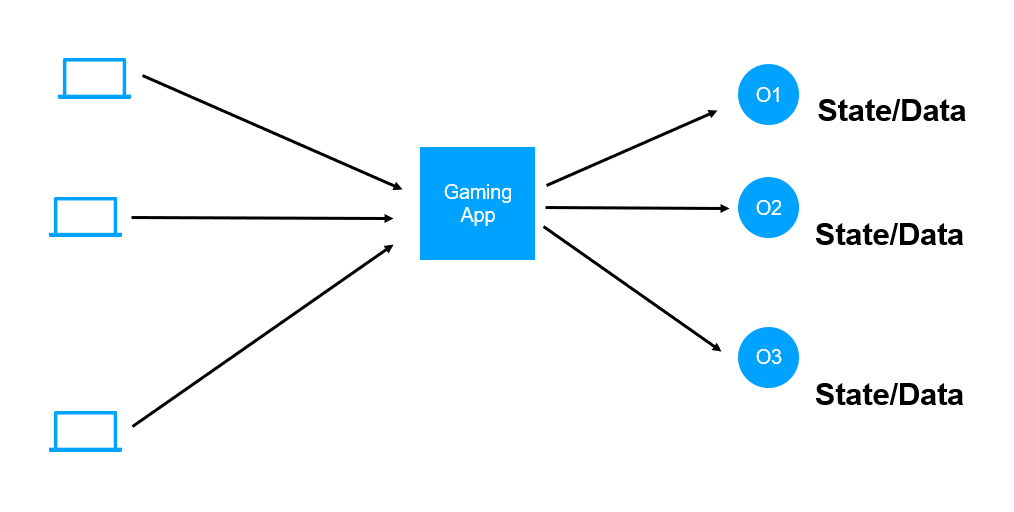 O1
State/Data
Gaming
App
O2
State/Data
O3
State/Data